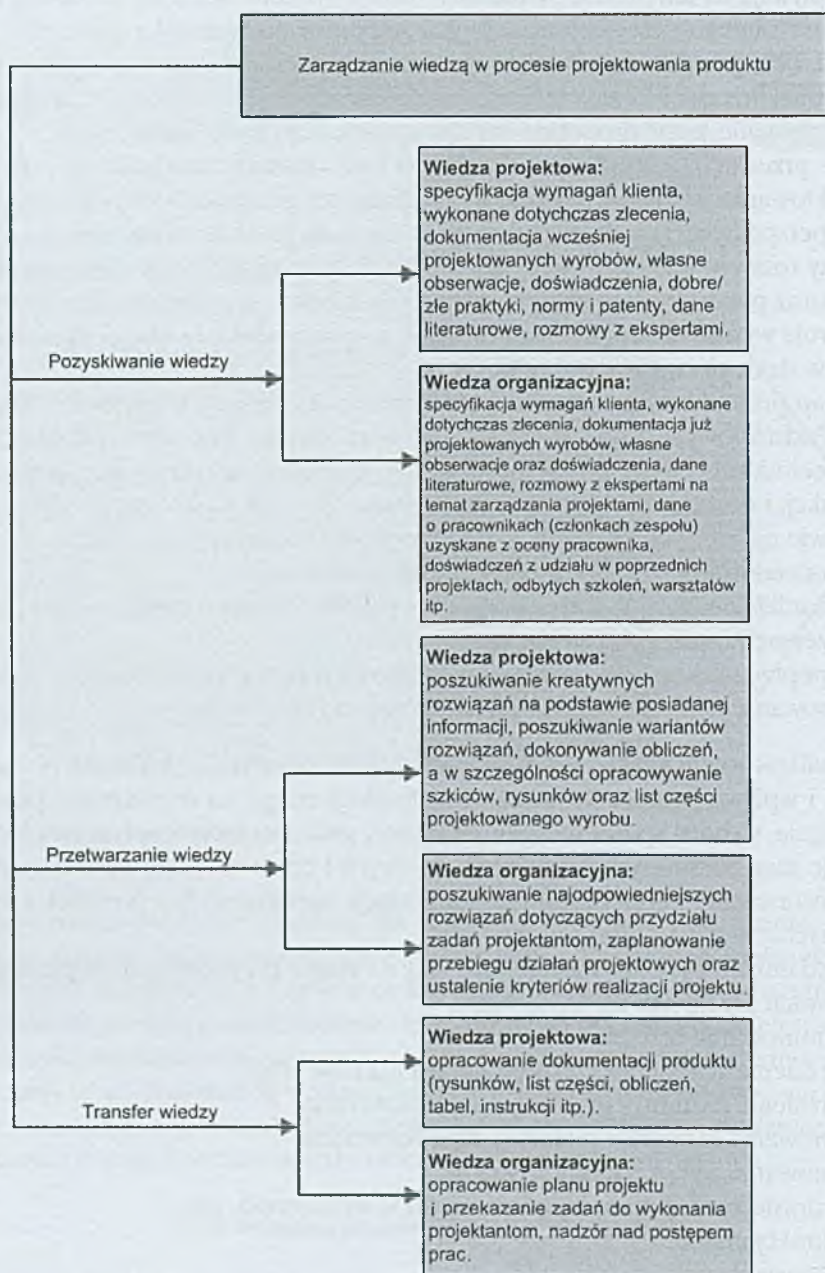 Zarządzanie wiedzą w procesie projektowania produktu
Wiedza projektowa:
specyfikacja wymagań klienta,
wykonane dotychczas zlecenia,
dokumentacja wcześniej
projektowanych wyrobów, własne
obserwacje, doświadczenia, dobre/
złe praktyki, normy i patenty, dane
literaturowe, rozmowy z ekspertami.
Pozyskiwanie wiedzy
Wiedza organizacyjna:
specyfikacja wymagań klienta, wykonane
dotychczas zlecenia, dokumentacja już
projektowanych wyrobów, własne
obserwacje oraz doświadczenia, dane
literaturowe, rozmowy z ekspertami na
temat zarządzania projektami, dane
o pracownikach (członkach zespołu)
uzyskane z oceny pracownika,
doświadczeń z udziału w poprzednich
projektach, odbytych szkoleń, warsztatów
itp.
Wiedza projektowa:
poszukiwanie kreatywnych
rozwiązań na podstawie posiadanej
informacji, poszukiwanie wariantów
rozwiązań, dokonywanie obliczeń,
a w szczególności opracowywanie
szkiców, rysunków oraz list części
projektowanego wyrobu.
Przetwarzanie wiedzy
Wiedza organizacyjna:
poszukiwanie najodpowiedniejszych
rozwiązań dotyczących przydziału
zadań projektantom, zaplanowanie
przebiegu działań projektowych oraz
ustalenie kryteriów realizacji projektu.
Wiedza projektowa:
opracowanie dokumentacji produktu
(rysunków, list części, obliczeń,
tabel, instrukcji itp.).
Transfer wiedzy
Wiedza organizacyjna:
opracowanie planu projektu
i przekazanie zadań do wykonania
projektantom, nadzór nad postępem
prac.